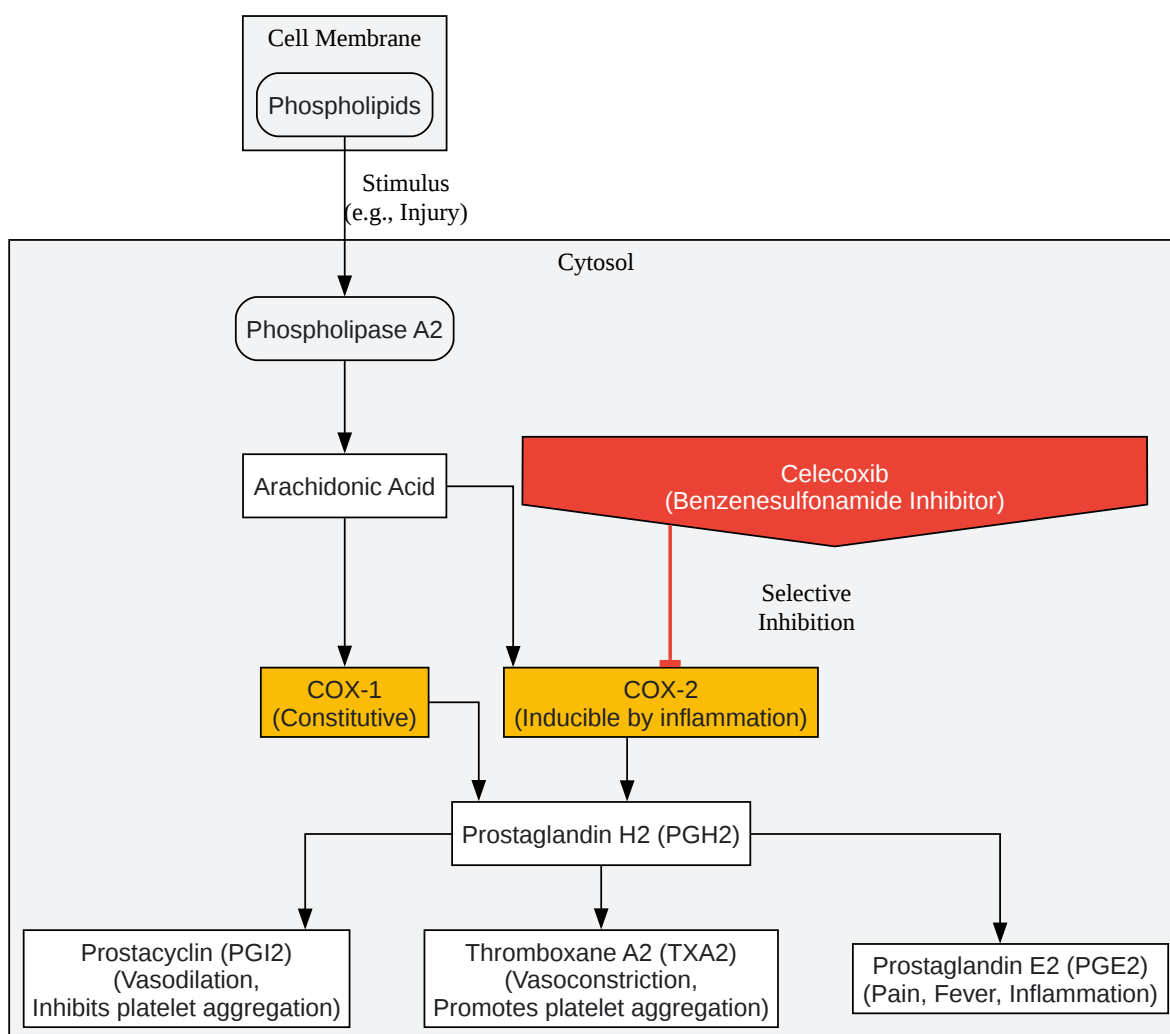 Cell Membrane
Phospholipids
Stimulus
(e.g., Injury)
Cytosol
Phospholipase A2
Arachidonic Acid
Celecoxib
(Benzenesulfonamide Inhibitor)
Selective
Inhibition
COX-1
(Constitutive)
COX-2
(Inducible by inflammation)
Prostaglandin H2 (PGH2)
Prostacyclin (PGI2)
(Vasodilation,
Inhibits platelet aggregation)
Thromboxane A2 (TXA2)
(Vasoconstriction,
Promotes platelet aggregation)
Prostaglandin E2 (PGE2)
(Pain, Fever, Inflammation)